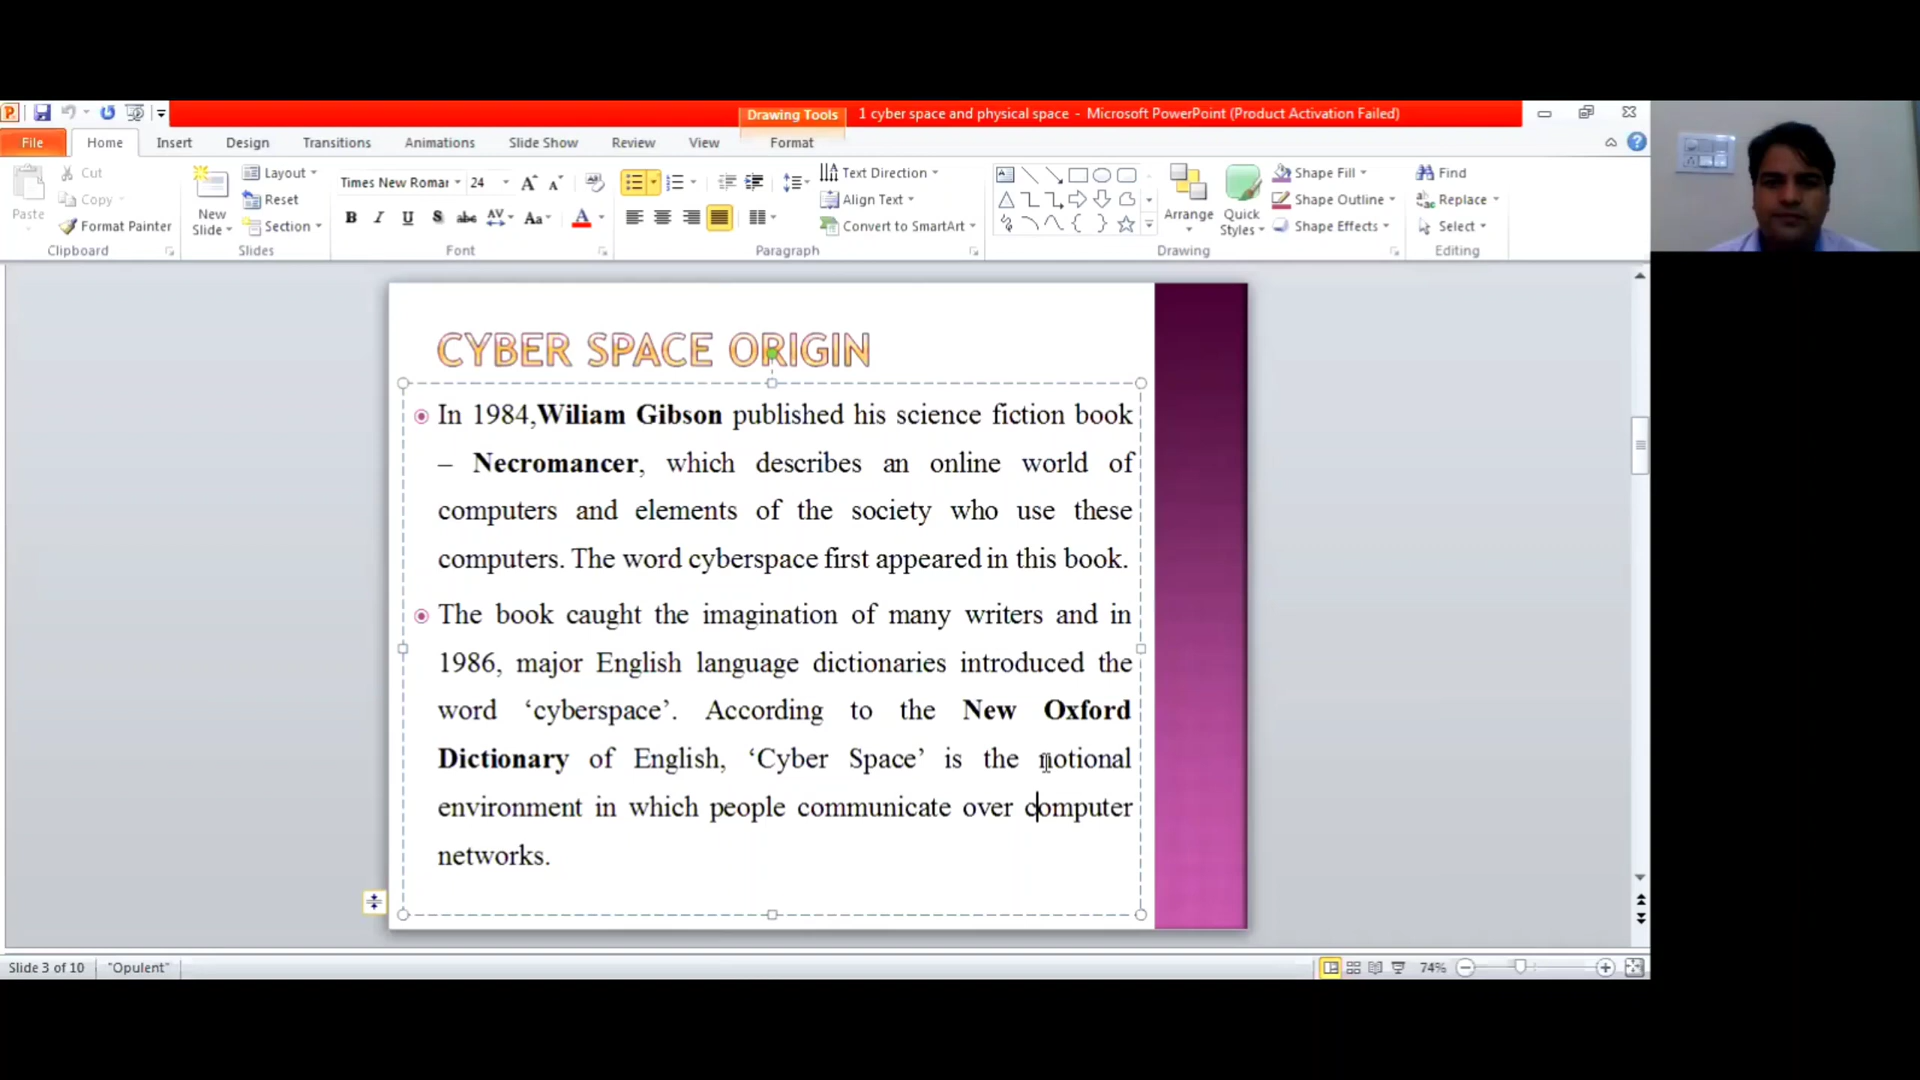 Drawing Tools
1 cyber space and physical space - Microsoft PowerPoint (Product Activation Failed)
File Home Insert Design Transitions Animations Slide Show Review View Format
Paste
Cut
Copy
Format Painter
Clipboard
New Slide
Layout
Reset
Section
Slides
Times New Romar 24
B I U S abc AV Aa A
Font
Text Direction
Align Text
Convert to SmartArt
Paragraph
Arrange
Quick Styles
Shape Fill
Shape Outline
Shape Effects
Drawing
Find
Replace
Select
Editing
CYBER SPACE ORIGIN
In 1984,Wiliam Gibson published his science fiction book
– Necromancer, which describes an online world of
computers and elements of the society who use these
computers. The word cyberspace first appeared in this book.
The book caught the imagination of many writers and in
1986, major English language dictionaries introduced the
word ‘cyberspace’. According to the New Oxford
Dictionary of English, ‘Cyber Space’ is the notional
environment in which people communicate over computer
networks.
Slide 3 of 10 "Opulent" 74%